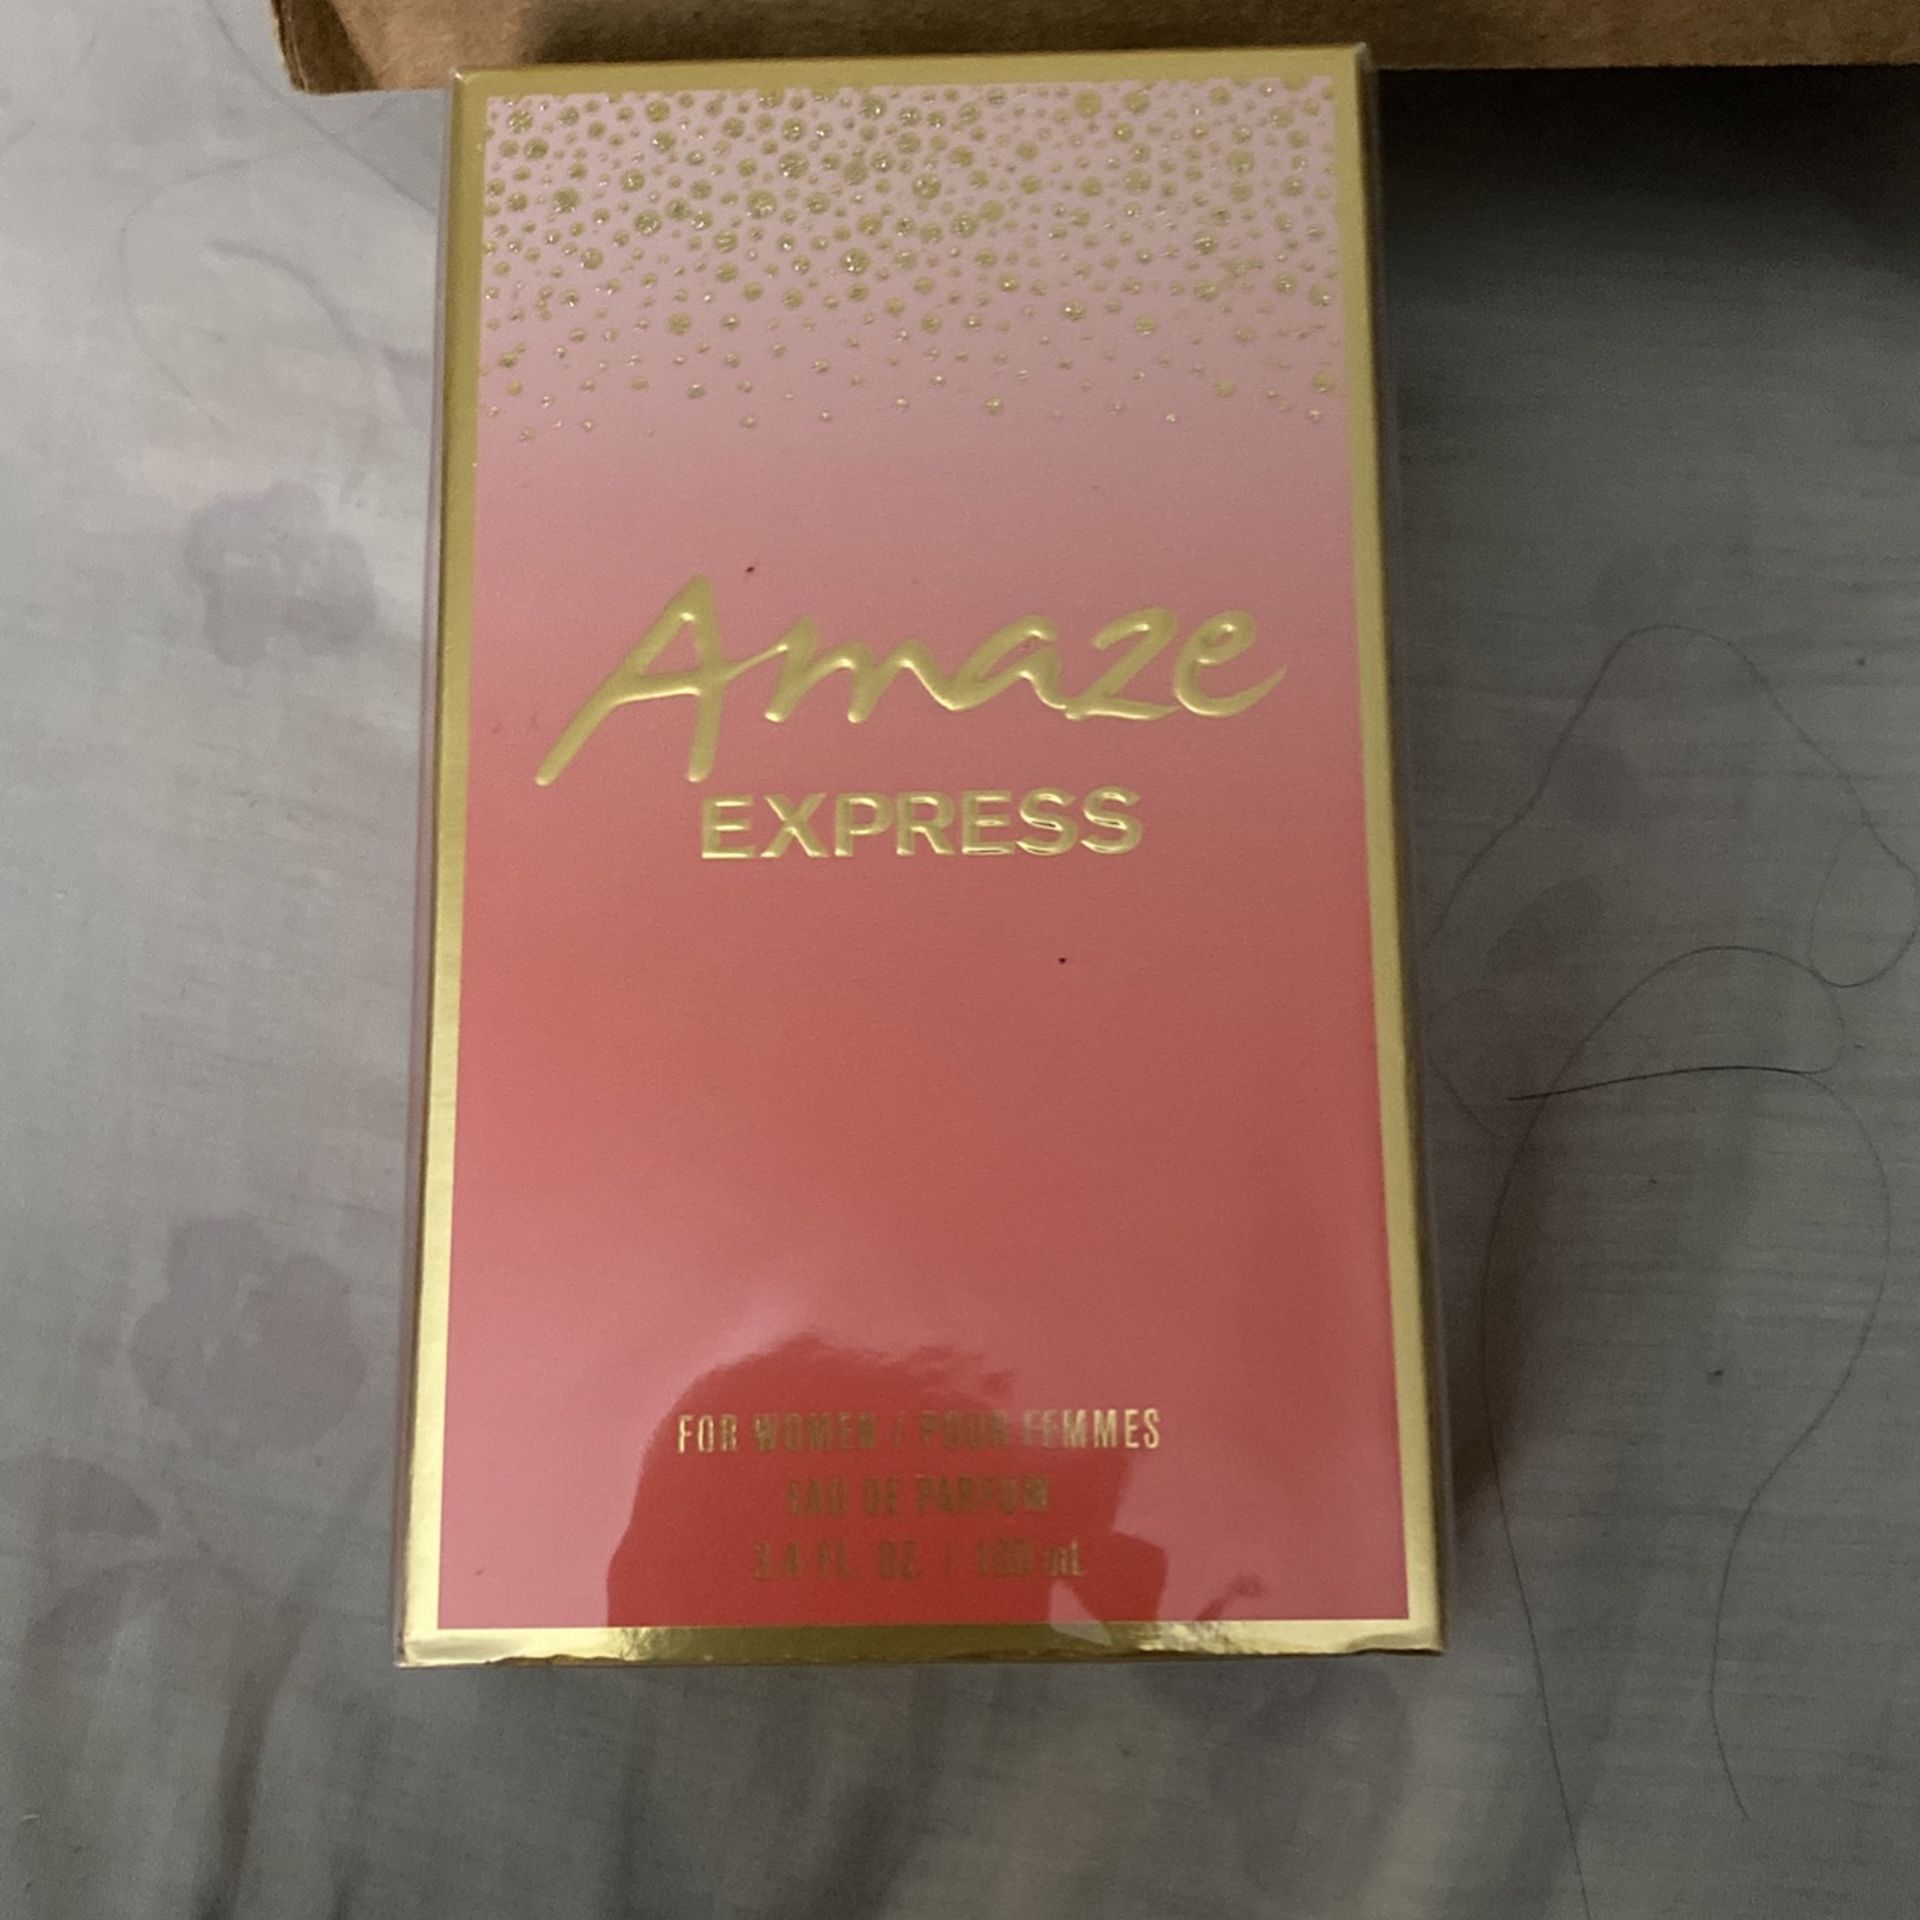 Amaze
EXPRESS
FOR WOMEN / POUR FEMMES
EAU DE PARFUM
3.4 FL. OZ. / 100 mL